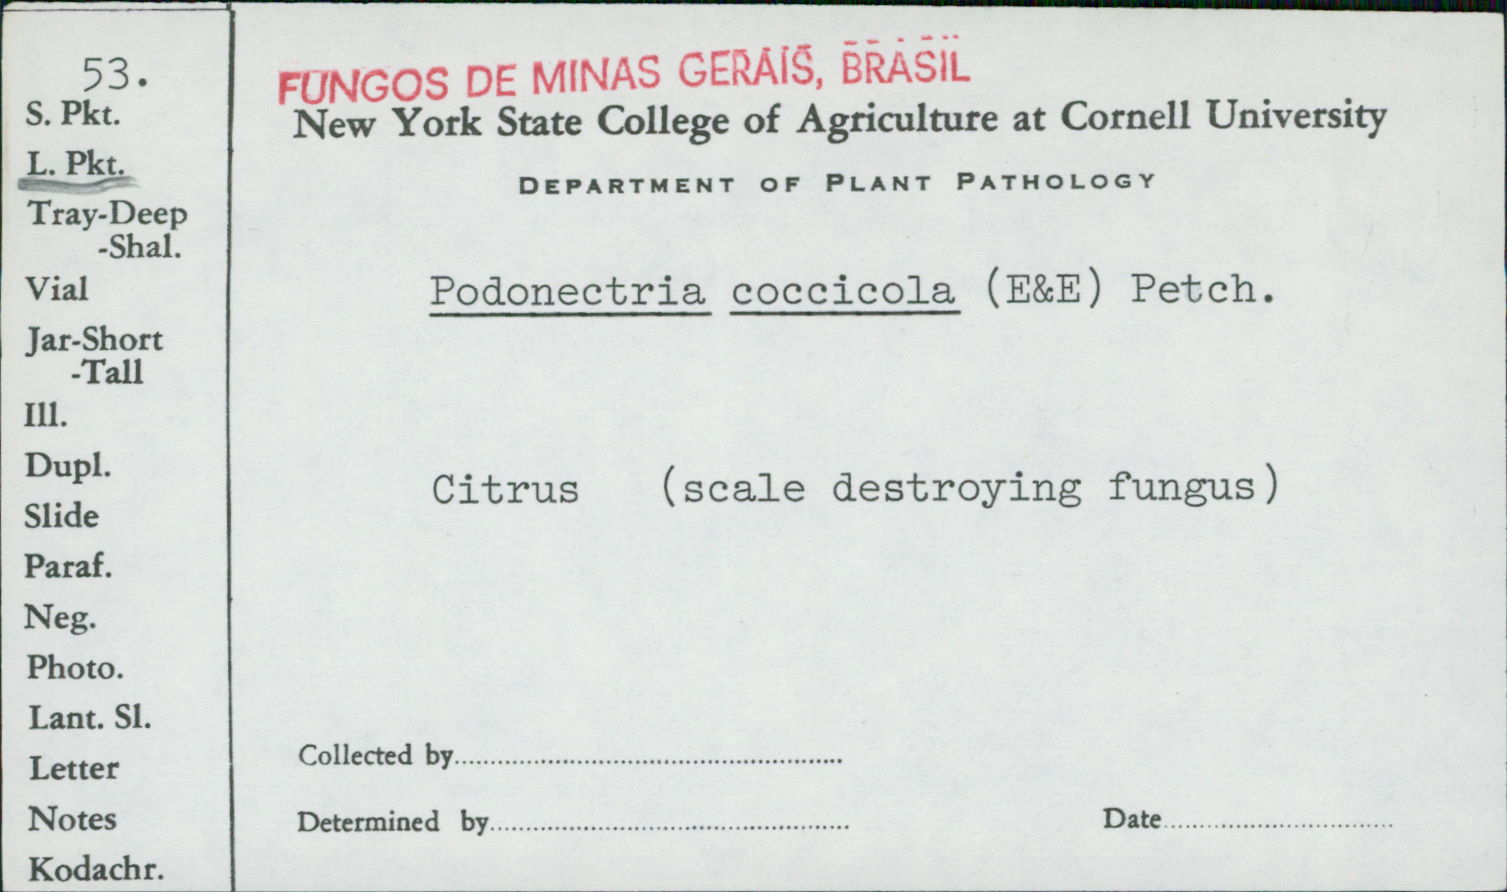 53.
S. Pkt.
L. Pkt.
Tray-Deep
-Shal.
Vial
Jar-Short
-Tall
Ill.
Dupl.
Slide
Paraf.
Neg.
Photo.
Lant. Sl.
Letter
Notes
Kodachr.
FUNGOS DE MINAS GERAIS, BRASIL
New York State College of Agriculture at Cornell University
DEPARTMENT OF PLANT PATHOLOGY
Podonectria coccicola (E&E) Petch.
Citrus (scale destroying fungus)
Collected by
Determined by
Date